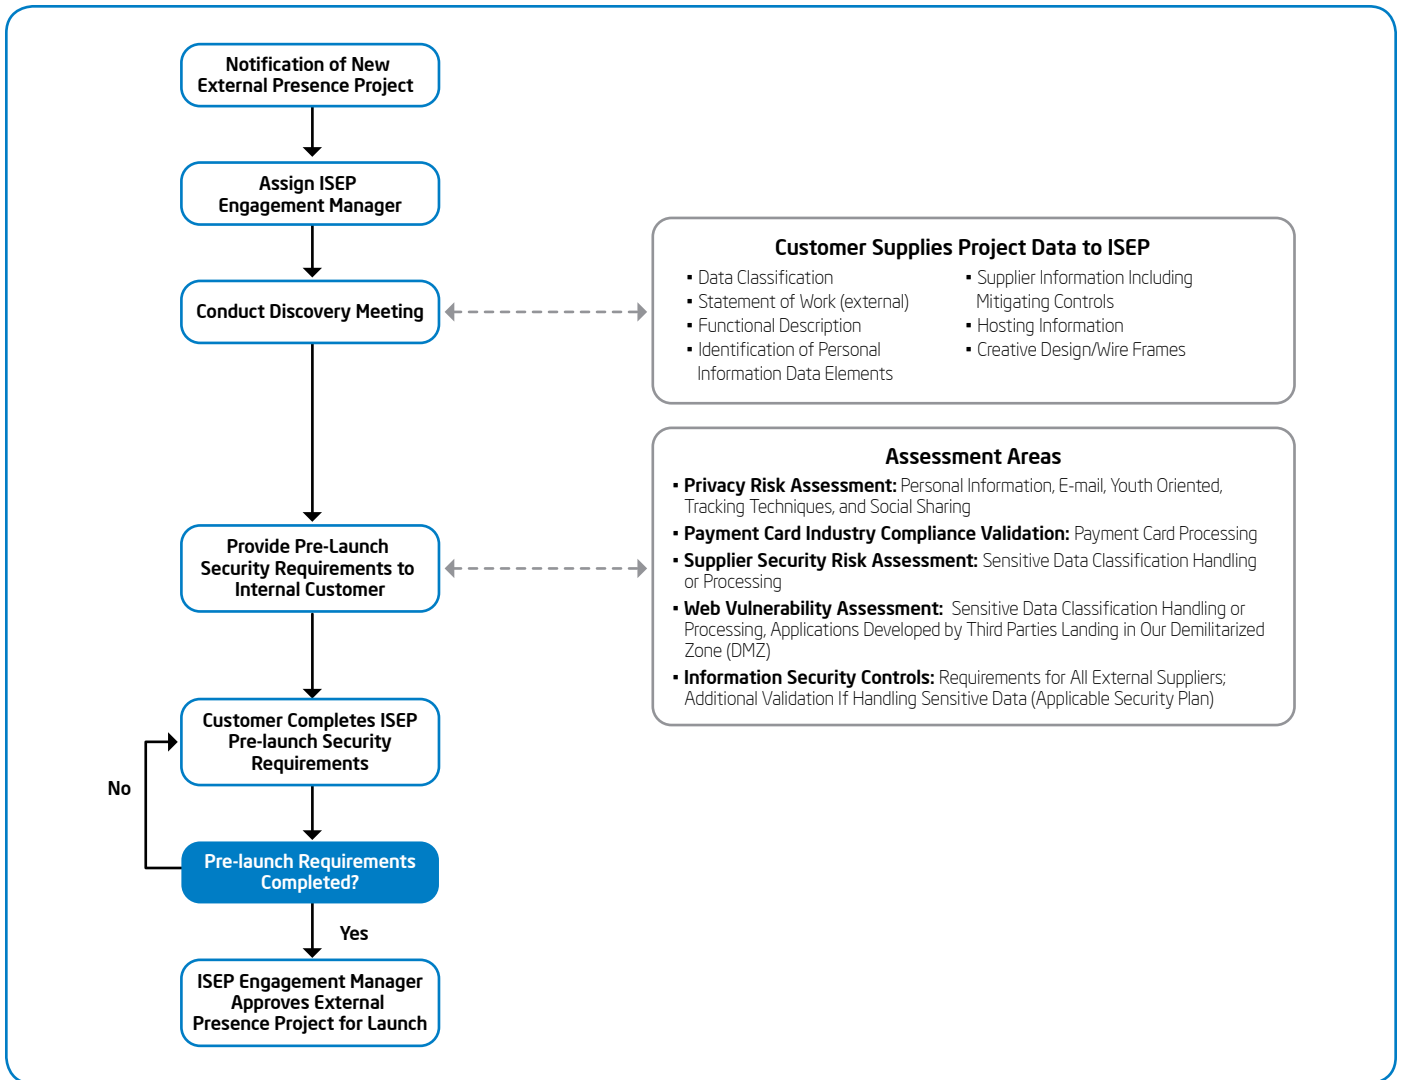 Notification of New
External Presence Project
Assign ISEP
Engagement Manager
Conduct Discovery Meeting
Customer Supplies Project Data to ISEP
▪ Data Classification
▪ Statement of Work (external)
▪ Functional Description
▪ Identification of Personal
Information Data Elements
▪ Supplier Information Including
Mitigating Controls
▪ Hosting Information
▪ Creative Design/Wire Frames
Assessment Areas
▪ Privacy Risk Assessment: Personal Information, E-mail, Youth Oriented,
Tracking Techniques, and Social Sharing
▪ Payment Card Industry Compliance Validation: Payment Card Processing
▪ Supplier Security Risk Assessment: Sensitive Data Classification Handling
or Processing
▪ Web Vulnerability Assessment: Sensitive Data Classification Handling or
Processing, Applications Developed by Third Parties Landing in Our Demilitarized
Zone (DMZ)
▪ Information Security Controls: Requirements for All External Suppliers;
Additional Validation If Handling Sensitive Data (Applicable Security Plan)
Provide Pre-Launch
Security Requirements to
Internal Customer
Customer Completes ISEP
Pre-launch Security
Requirements
No
Pre-launch Requirements
Completed?
Yes
ISEP Engagement Manager
Approves External
Presence Project for Launch